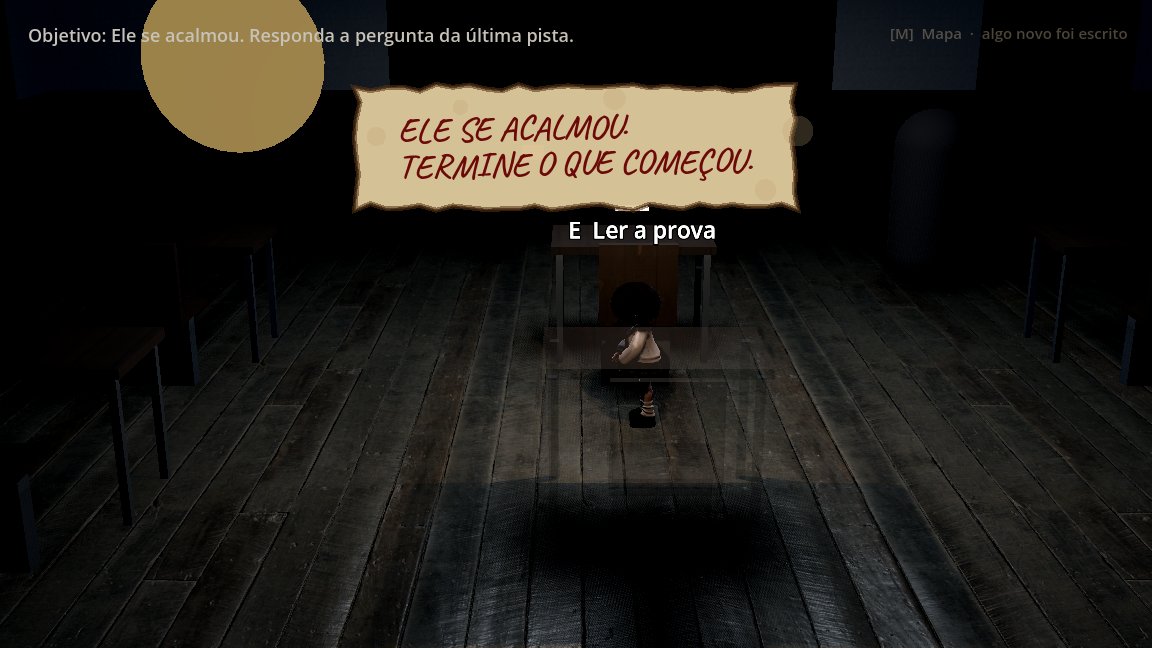 Objetivo: Ele se acalmou. Responda a pergunta da última pista.
[M] Mapa · algo novo foi escrito
ELE SE ACALMOU.
TERMINE O QUE COMEÇOU.
E Ler a prova